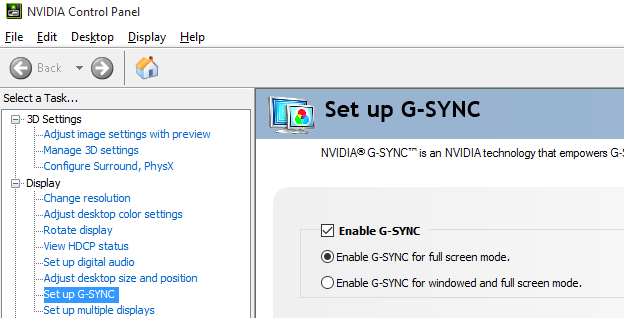 NVIDIA Control Panel
File Edit Desktop Display Help
Back
Select a Task...
3D Settings
Adjust image settings with preview
Manage 3D settings
Configure Surround, PhysX
Display
Change resolution
Adjust desktop color settings
Rotate display
View HDCP status
Set up digital audio
Adjust desktop size and position
Set up G-SYNC
Set up multiple displays
Set up G-SYNC
NVIDIA® G-SYNC™ is an NVIDIA technology that empowers G-S
Enable G-SYNC
Enable G-SYNC for full screen mode.
Enable G-SYNC for windowed and full screen mode.